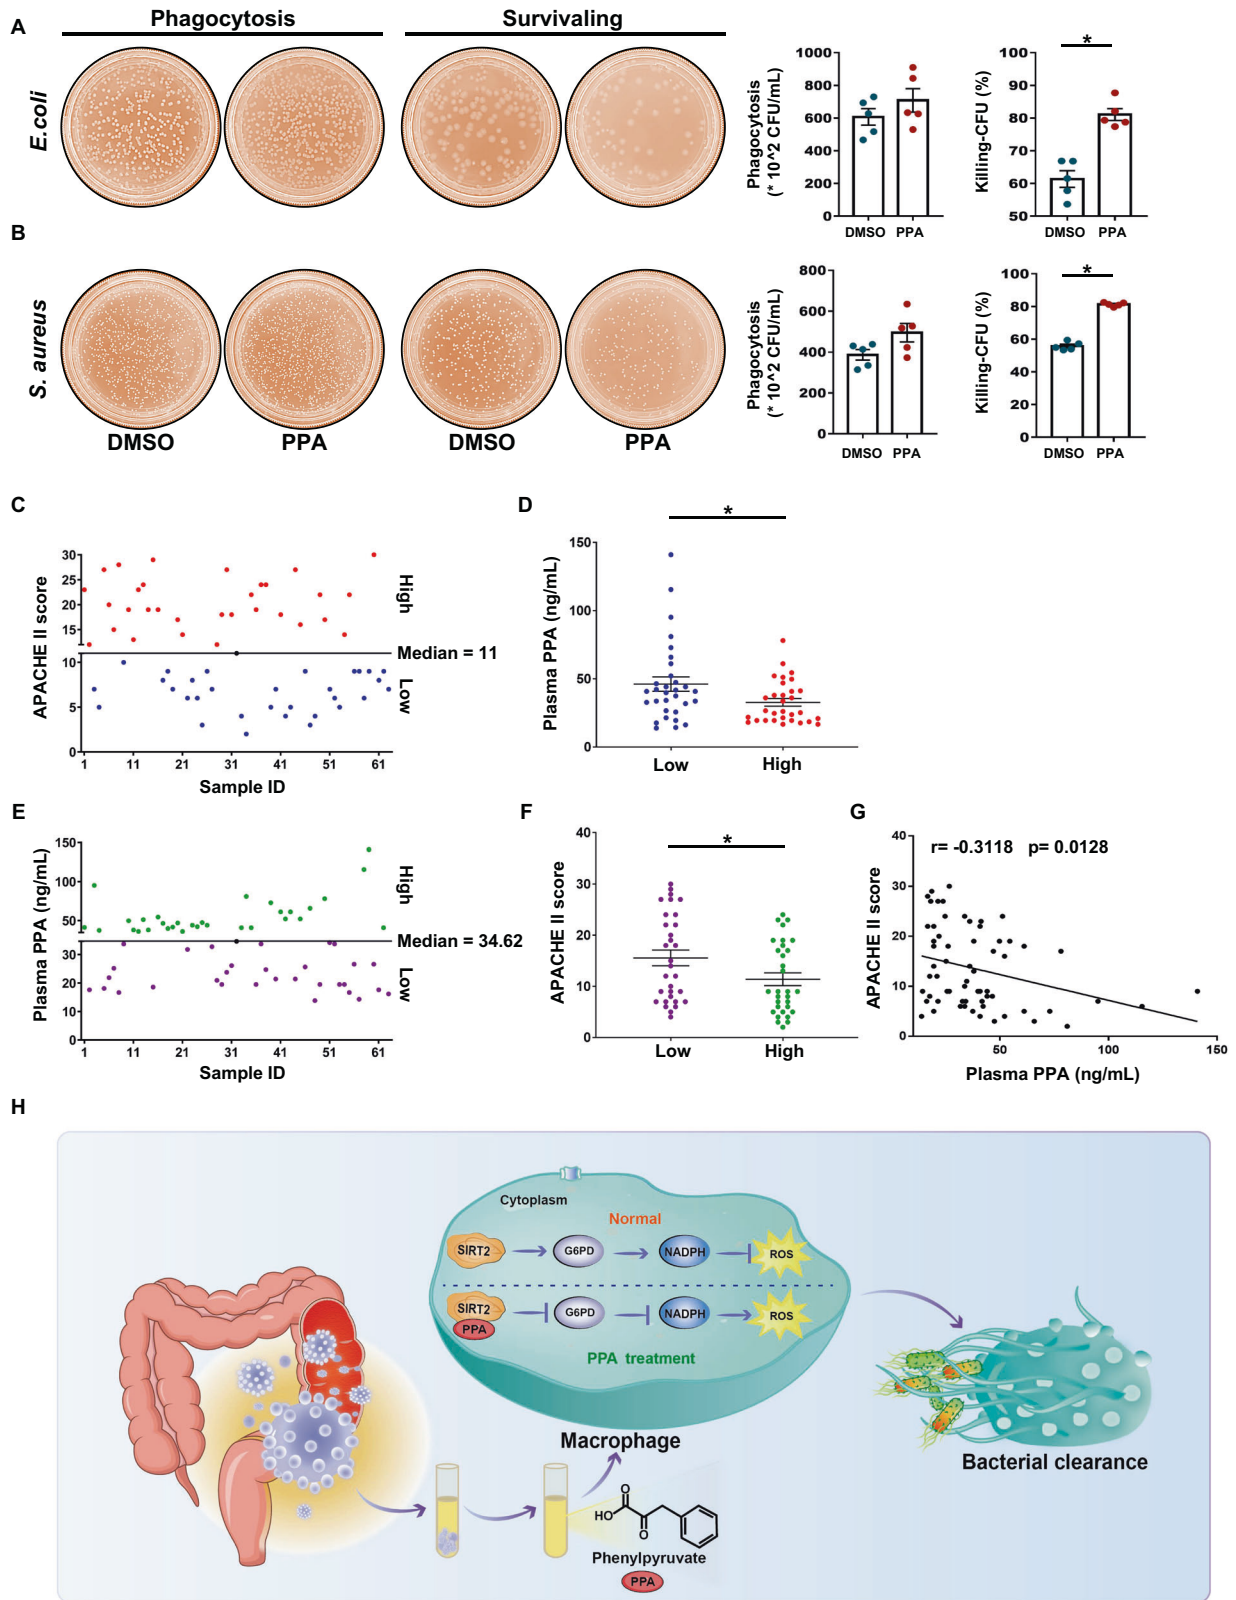 A
Phagocytosis
Survivaling
E.coli
Phagocytosis
(* 10^2 CFU/mL)
1000
800
600
400
200
0
DMSO PPA
Killing-CFU (%)
100
90
80
70
60
50
*
DMSO PPA
B
S. aureus
DMSO
PPA
DMSO
PPA
Phagocytosis
(* 10^2 CFU/mL)
800
600
400
200
0
DMSO PPA
Killing-CFU (%)
100
80
60
40
20
0
*
DMSO PPA
C
APACHE II score
30
25
20
15
10
5
0
High
Median = 11
Low
1 11 21 31 41 51 61
Sample ID
D
Plasma PPA (ng/mL)
150
100
50
0
*
Low High
E
Plasma PPA (ng/mL)
150
100
50
30
20
10
0
High
Median = 34.62
Low
1 11 21 31 41 51 61
Sample ID
F
APACHE II score
40
30
20
10
0
*
Low High
G
APACHE II score
40
30
20
10
0
r= -0.3118 p= 0.0128
50 100 150
Plasma PPA (ng/mL)
H
Cytoplasm
Normal
SIRT2 G6PD NADPH ROS
SIRT2 G6PD NADPH ROS
PPA
PPA treatment
Macrophage
Bacterial clearance
O
HO
O
Phenylpyruvate
PPA